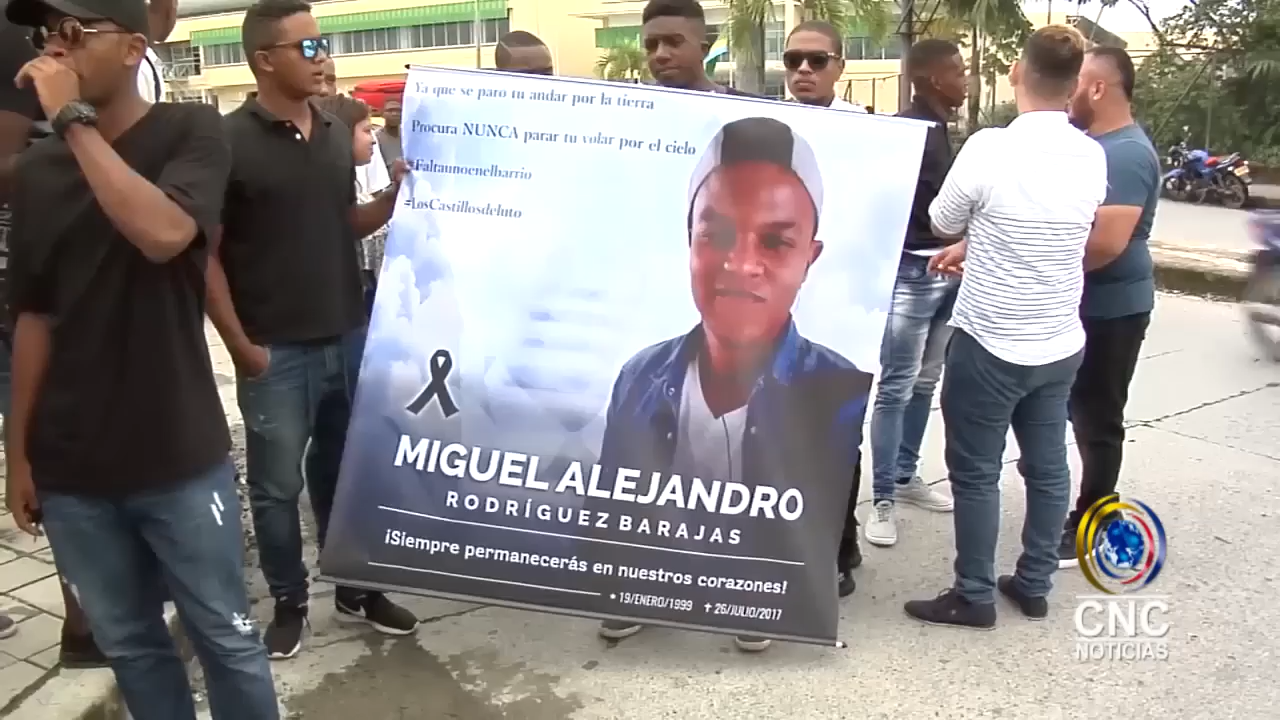 Ya que se paro tu andar por la tierra
Procura NUNCA parar tu volar por el cielo
#Faltaunoenelbarrio
#LosCastillosdeluto
MIGUEL ALEJANDRO
RODRÍGUEZ BARAJAS
¡Siempre permanecerás en nuestros corazones!
* 19/ENERO/1999 ✝ 26/JULIO/2017
CNC
NOTICIAS